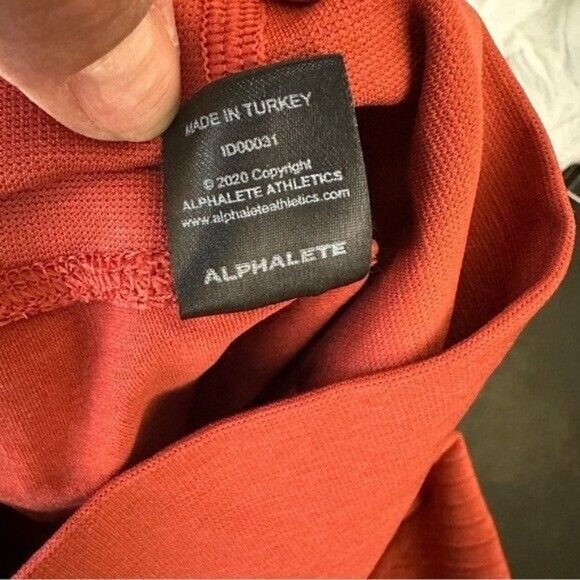 MADE IN TURKEY
ID00031
© 2020 Copyright
ALPHALETE ATHLETICS
www.alphaleteathletics.com
ALPHALETE